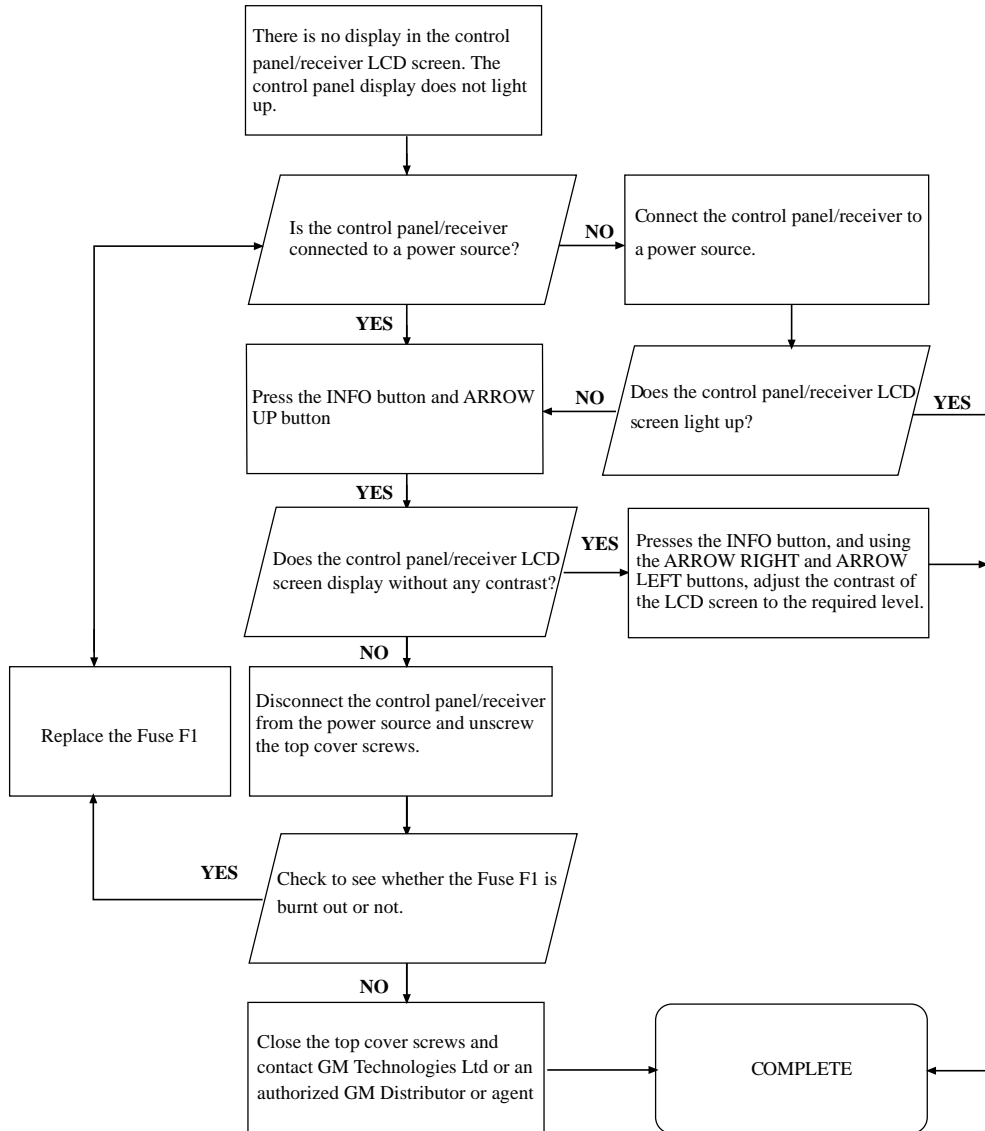 There is no display in the control
panel/receiver LCD screen. The
control panel display does not light
up.
Is the control panel/receiver
connected to a power source?
NO
Connect the control panel/receiver to
a power source.
YES
Press the INFO button and ARROW
UP button
NO
Does the control panel/receiver LCD
screen light up?
YES
YES
Does the control panel/receiver LCD
screen display without any contrast?
YES
Presses the INFO button, and using
the ARROW RIGHT and ARROW
LEFT buttons, adjust the contrast of
the LCD screen to the required level.
NO
Replace the Fuse F1
Disconnect the control panel/receiver
from the power source and unscrew
the top cover screws.
YES
Check to see whether the Fuse F1 is
burnt out or not.
NO
Close the top cover screws and
contact GM Technologies Ltd or an
authorized GM Distributor or agent
COMPLETE